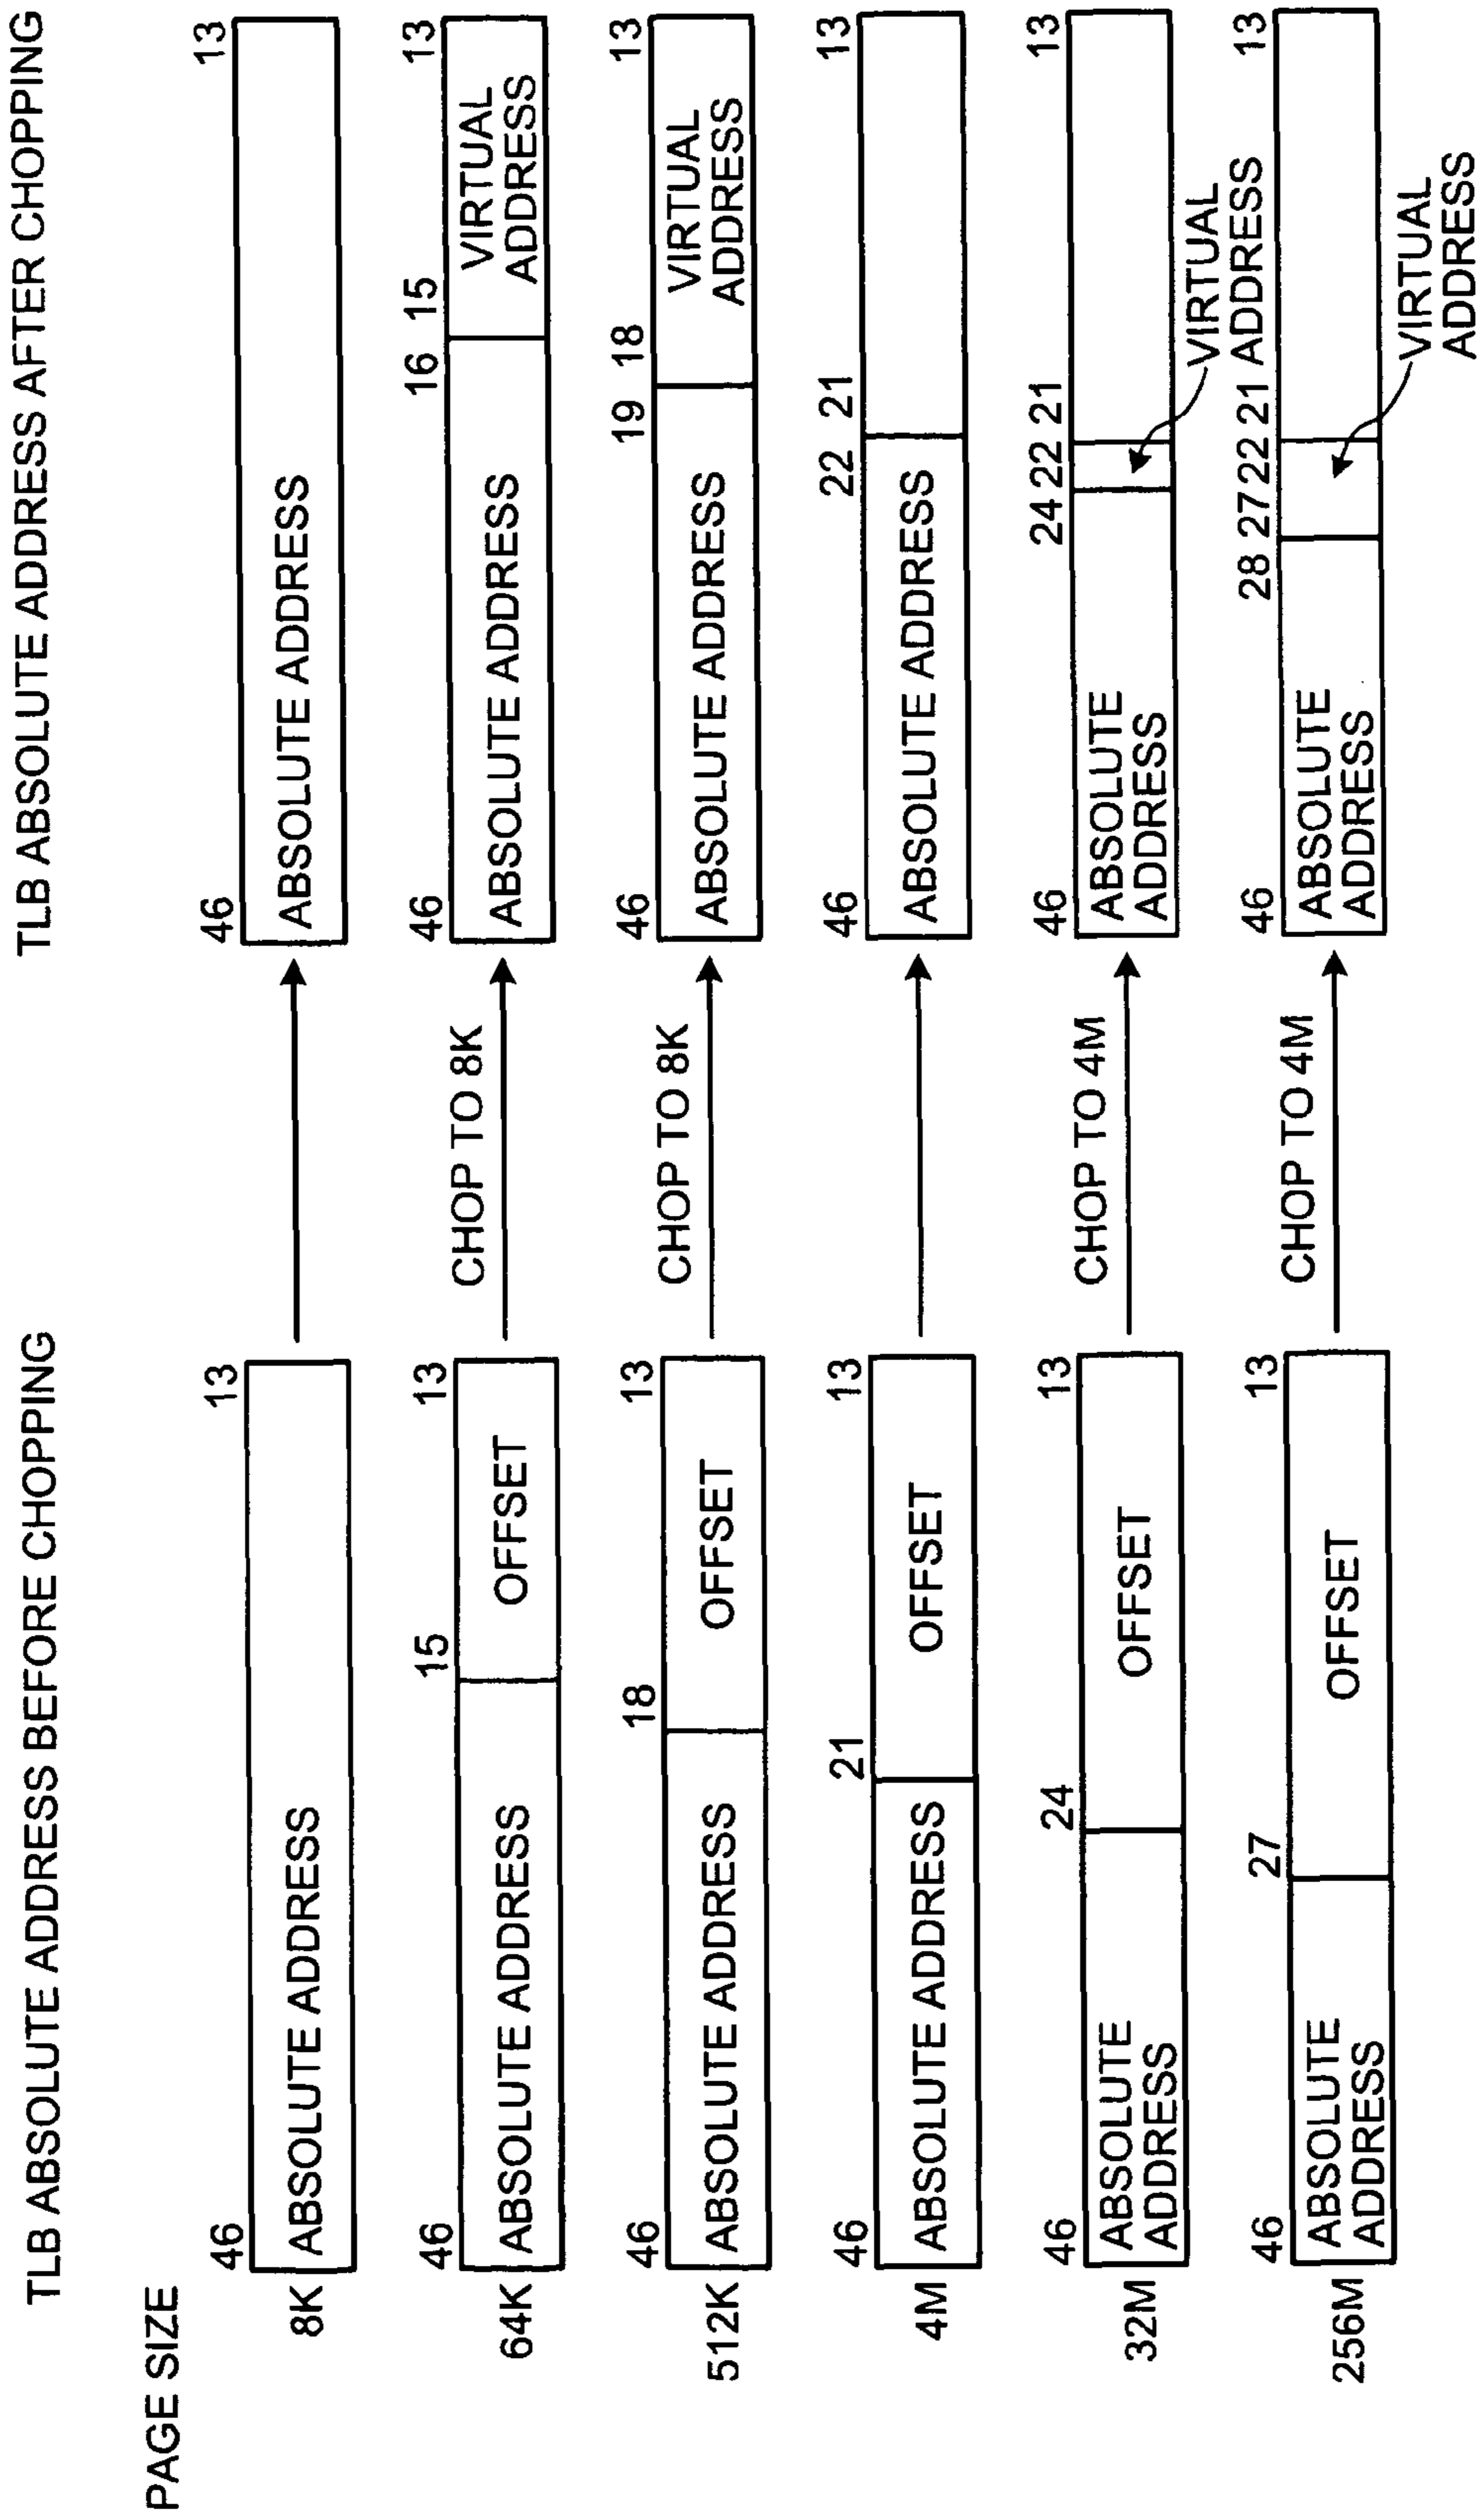 TLB ABSOLUTE ADDRESS BEFORE CHOPPING
TLB ABSOLUTE ADDRESS AFTER CHOPPING
PAGE SIZE
46 13 46 13
8K ABSOLUTE ADDRESS ABSOLUTE ADDRESS
46 15 13 46 16 15 13
64K ABSOLUTE ADDRESS OFFSET CHOP TO 8K ABSOLUTE ADDRESS VIRTUAL
ADDRESS
46 18 13 46 19 18 13
512K ABSOLUTE ADDRESS OFFSET CHOP TO 8K ABSOLUTE ADDRESS VIRTUAL
ADDRESS
46 21 13 46 22 21 13
4M ABSOLUTE ADDRESS OFFSET ABSOLUTE ADDRESS
46 24 13 46 24 22 21 13
32M ABSOLUTE
ADDRESS OFFSET CHOP TO 4M ABSOLUTE
ADDRESS
VIRTUAL
ADDRESS
46 27 13 46 28 27 22 21 13
256M ABSOLUTE
ADDRESS OFFSET CHOP TO 4M ABSOLUTE
ADDRESS
VIRTUAL
ADDRESS